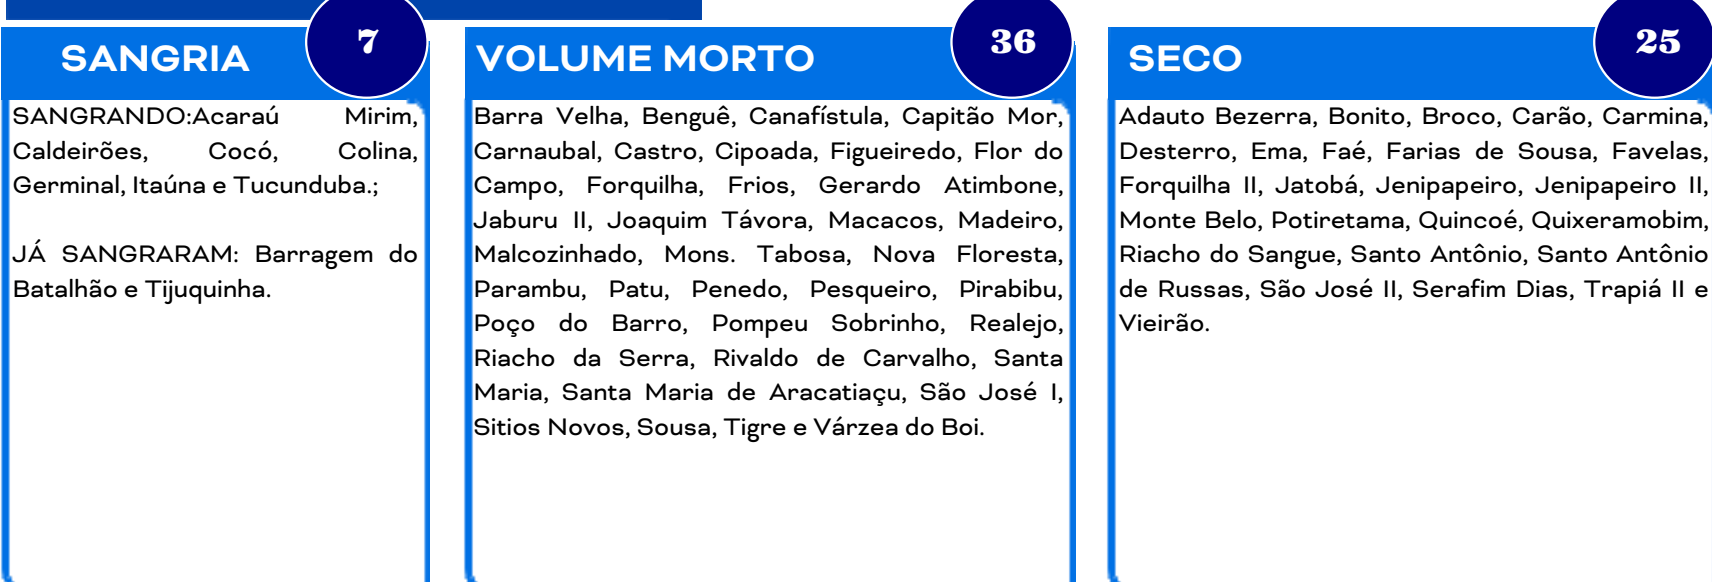 SANGRIA
7
SANGRANDO:Acaraú Mirim,
Caldeirões, Cocó, Colina,
Germinal, Itaúna e Tucunduba.;
JÁ SANGRARAM: Barragem do
Batalhão e Tijuquinha.
VOLUME MORTO
36
Barra Velha, Benguê, Canafístula, Capitão Mor,
Carnaubal, Castro, Cipoada, Figueiredo, Flor do
Campo, Forquilha, Frios, Gerardo Atimbone,
Jaburu II, Joaquim Távora, Macacos, Madeiro,
Malcozinhado, Mons. Tabosa, Nova Floresta,
Parambu, Patu, Penedo, Pesqueiro, Pirabibu,
Poço do Barro, Pompeu Sobrinho, Realejo,
Riacho da Serra, Rivaldo de Carvalho, Santa
Maria, Santa Maria de Aracatiaçu, São José I,
Sitios Novos, Sousa, Tigre e Várzea do Boi.
SECO
25
Adauto Bezerra, Bonito, Broco, Carão, Carmina,
Desterro, Ema, Faé, Farias de Sousa, Favelas,
Forquilha II, Jatobá, Jenipapeiro, Jenipapeiro II,
Monte Belo, Potiretama, Quincoé, Quixeramobim,
Riacho do Sangue, Santo Antônio, Santo Antônio
de Russas, São José II, Serafim Dias, Trapiá II e
Vieirão.